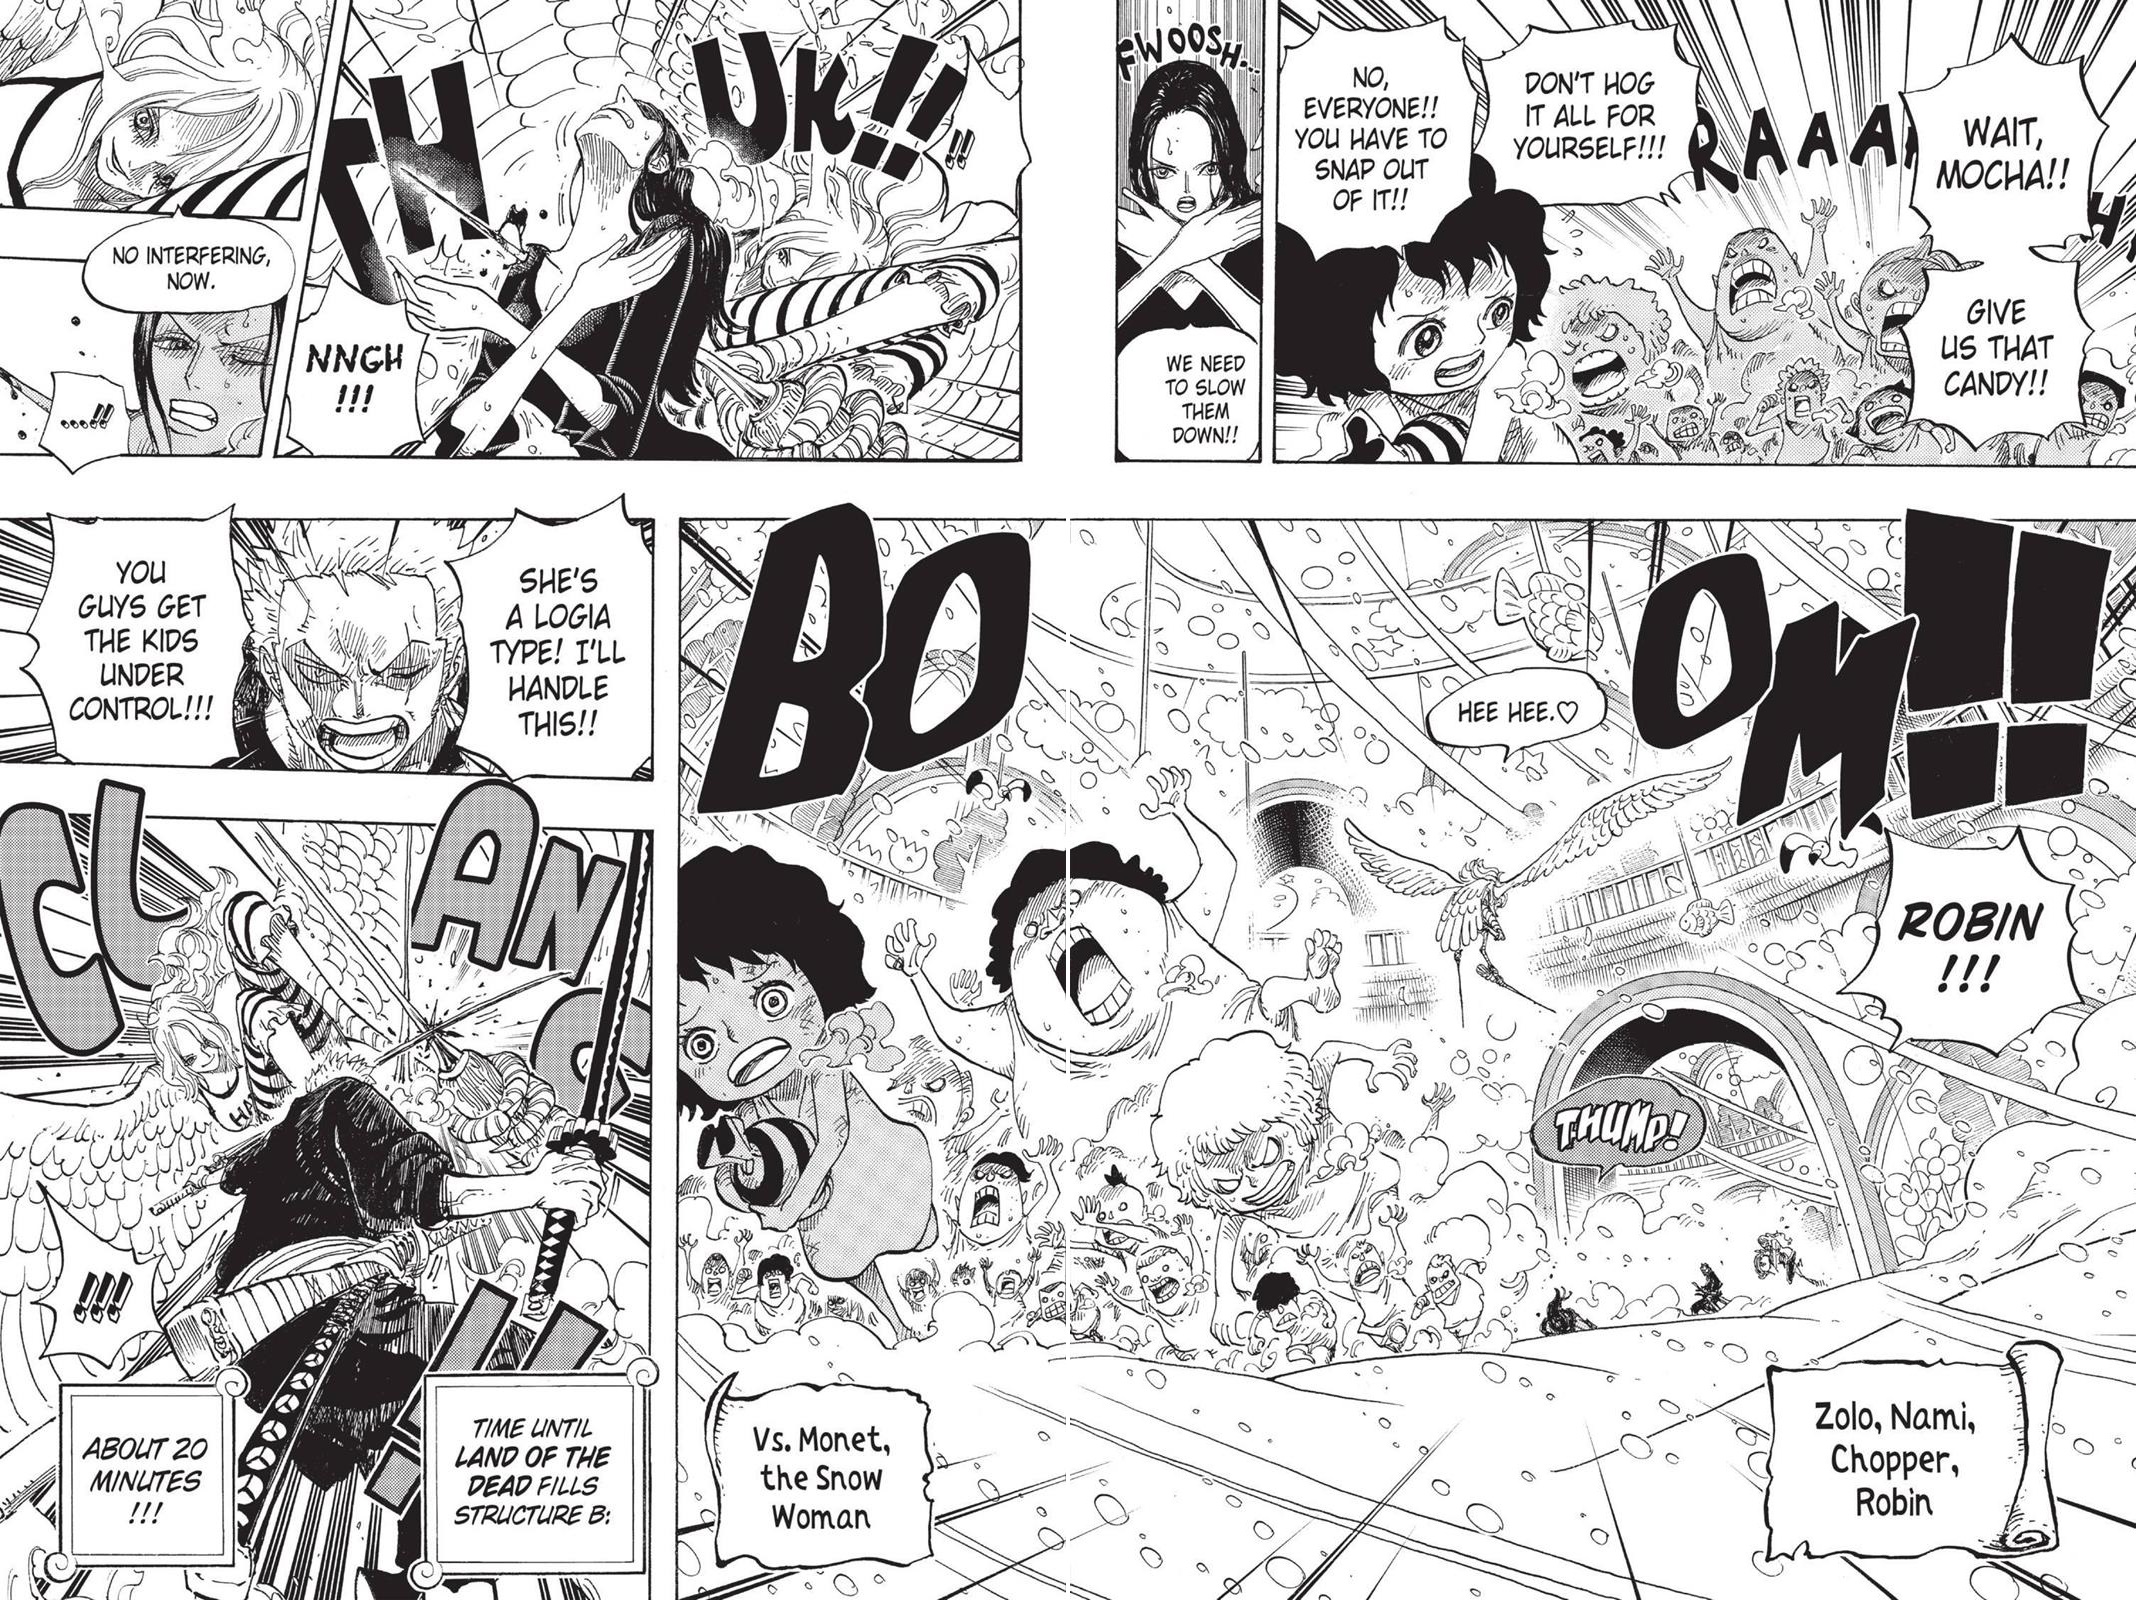 WAIT,
MOCHA!!
GIVE
US THAT
CANDY!!
RAAAA
DON'T HOG
IT ALL FOR
YOURSELF!!!
NO,
EVERYONE!!
YOU HAVE TO
SNAP OUT
OF IT!!
FWOOSH...
WE NEED
TO SLOW
THEM
DOWN!!
THUK!!
!!
NNGH
!!!
NO INTERFERING,
NOW.
...!!
BOOM!!
HEE HEE.♡
ROBIN
!!!
THUMP!
Zolo, Nami,
Chopper,
Robin
Vs. Monet,
the Snow
Woman
SHE'S
A LOGIA
TYPE! I'LL
HANDLE
THIS!!
YOU
GUYS GET
THE KIDS
UNDER
CONTROL!!!
CLANG!!
!!!
TIME UNTIL
LAND OF THE
DEAD FILLS
STRUCTURE B:
ABOUT 20
MINUTES
!!!